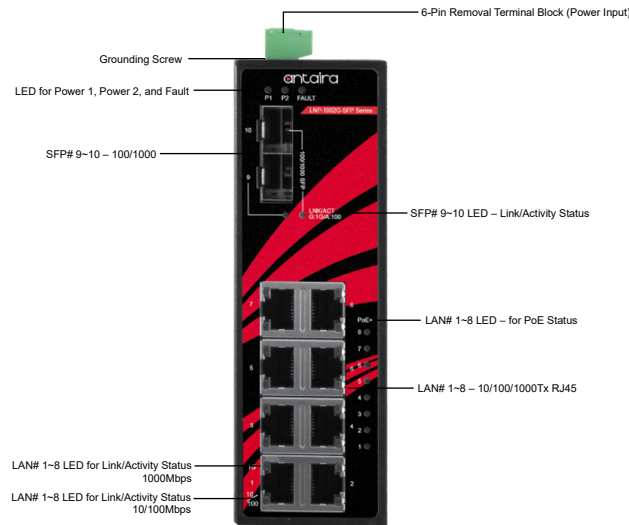 6-Pin Removal Terminal Block (Power Input)
Grounding Screw
antaira
LED for Power 1, Power 2, and Fault
P1 P2 FAULT
LNP-1002G-SFP Series
10
SFP# 9~10 – 100/1000
100/1000 SFP
9
LNK/ACT
G:1G/A:100
SFP# 9~10 LED – Link/Activity Status
7
8
PoE+
LAN# 1~8 LED – for PoE Status
8
7
5
6
6
5
LAN# 1~8 – 10/100/1000Tx RJ45
4
3
3
4
2
1
LAN# 1~8 LED for Link/Activity Status
1000Mbps
1G
1
2
LAN# 1~8 LED for Link/Activity Status
10/100Mbps
10
100